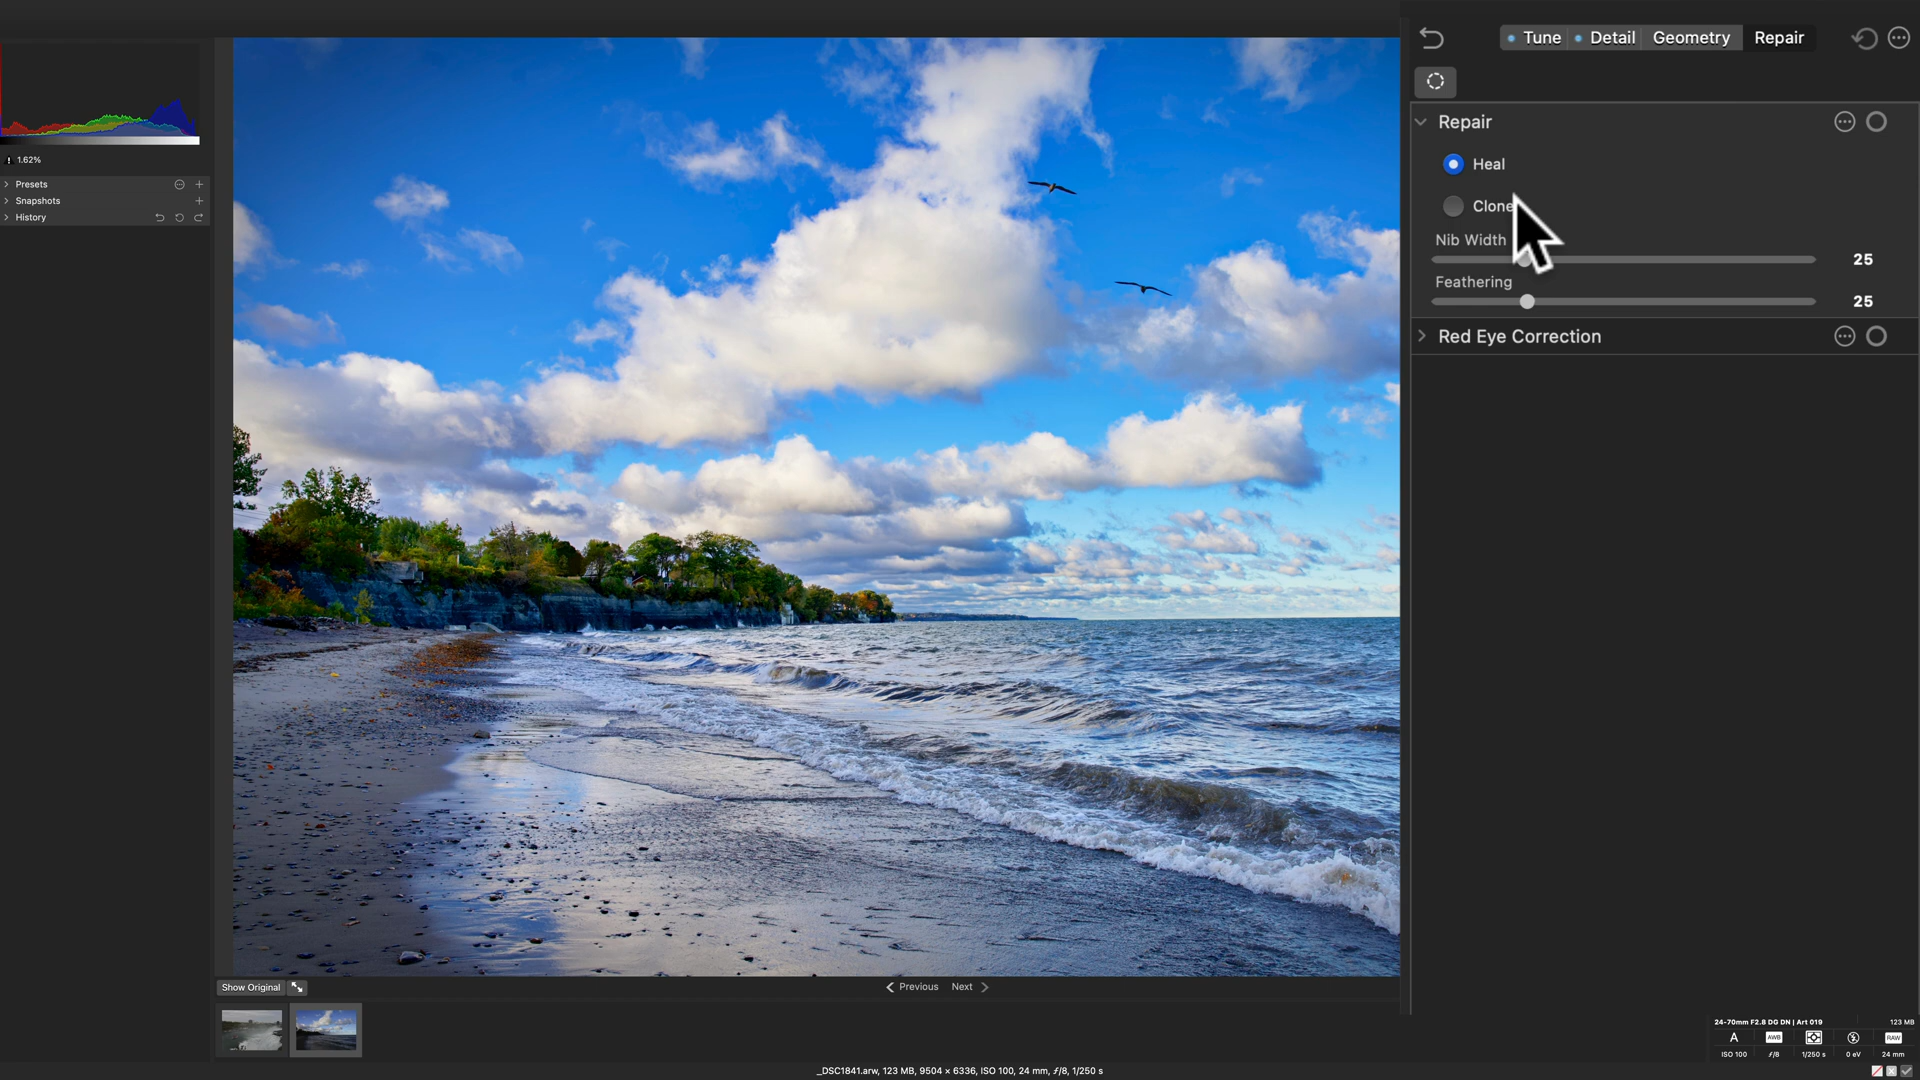 Tune Detail Geometry Repair
1.62%
Presets
Snapshots
History
Repair
Heal
Clone
Nib Width
25
Feathering
25
Red Eye Correction
Show Original
Previous Next
24-70mm F2.8 DG DN | Art 019 123 MB
A AWB RAW
ISO 100 ƒ/8 1/250 s 0 eV 24 mm
_DSC1841.arw, 123 MB, 9504 × 6336, ISO 100, 24 mm, ƒ/8, 1/250 s